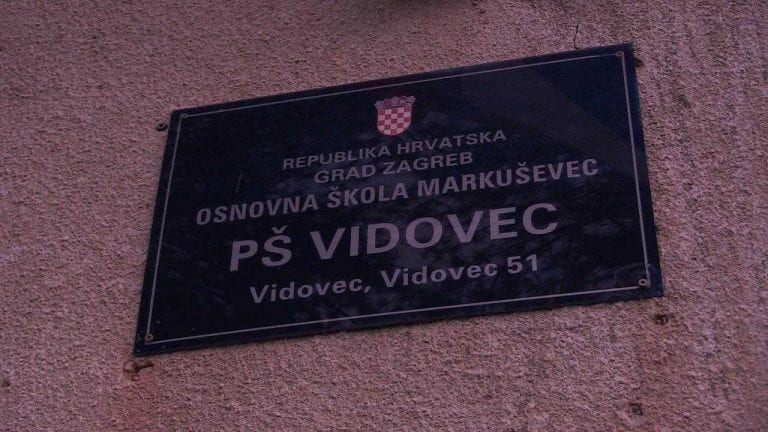 REPUBLIKA HRVATSKA
GRAD ZAGREB
OSNOVNA ŠKOLA MARKUŠEVEC
PŠ VIDOVEC
Vidovec, Vidovec 51